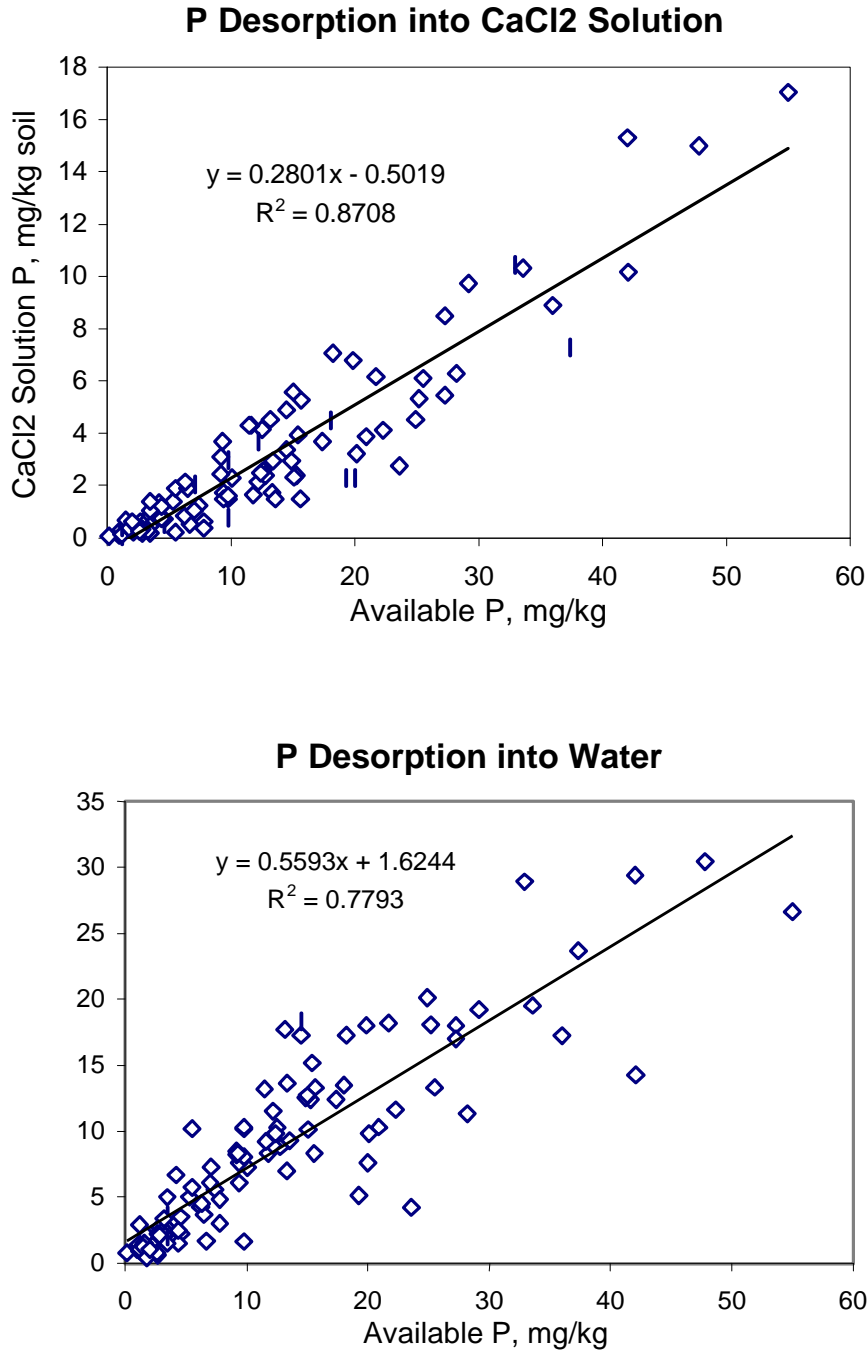 P Desorption into CaCl2 Solution
18
16
14
12
10
8
6
4
2
0
CaCl2 Solution P, mg/kg soil
y = 0.2801x - 0.5019
R² = 0.8708
0 10 20 30 40 50 60
Available P, mg/kg
P Desorption into Water
35
30
25
20
15
10
5
0
y = 0.5593x + 1.6244
R² = 0.7793
0 10 20 30 40 50 60
Available P, mg/kg